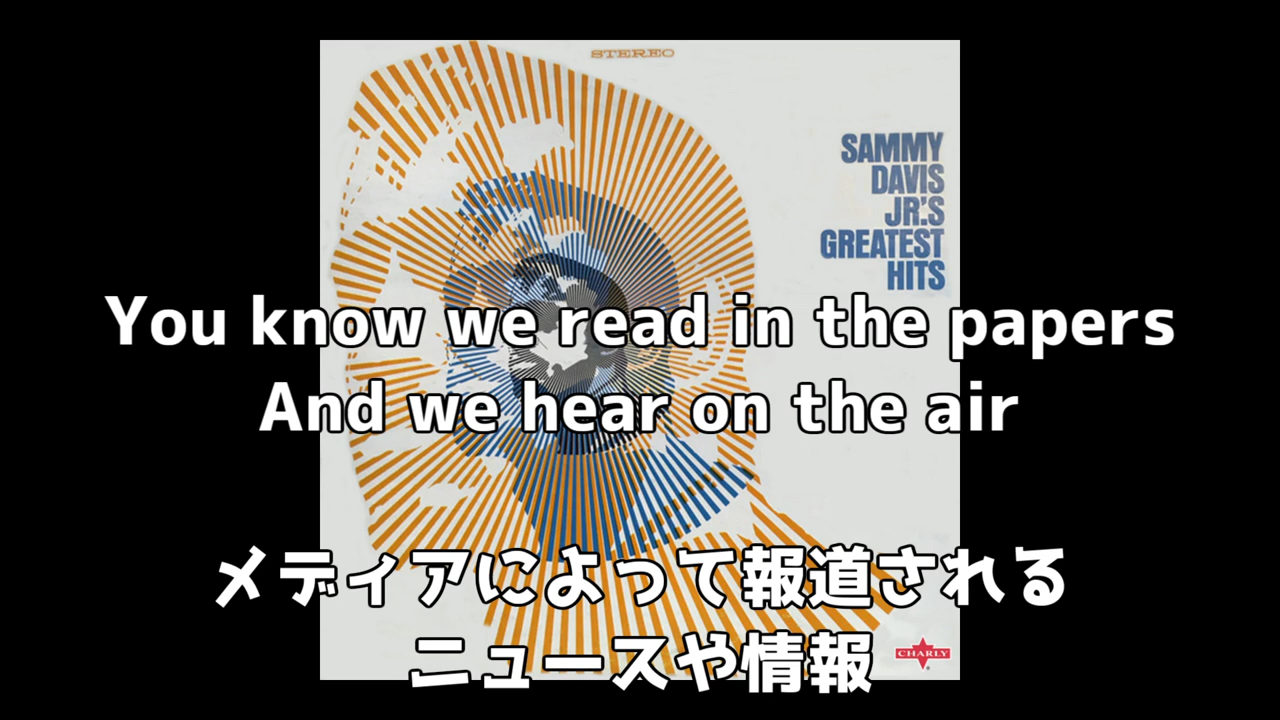 STEREO
SAMMY
DAVIS
JR.'S
GREATEST
HITS
You know we read in the papers
And we hear on the air
メディアによって報道される
ニュースや情報
CHARLY